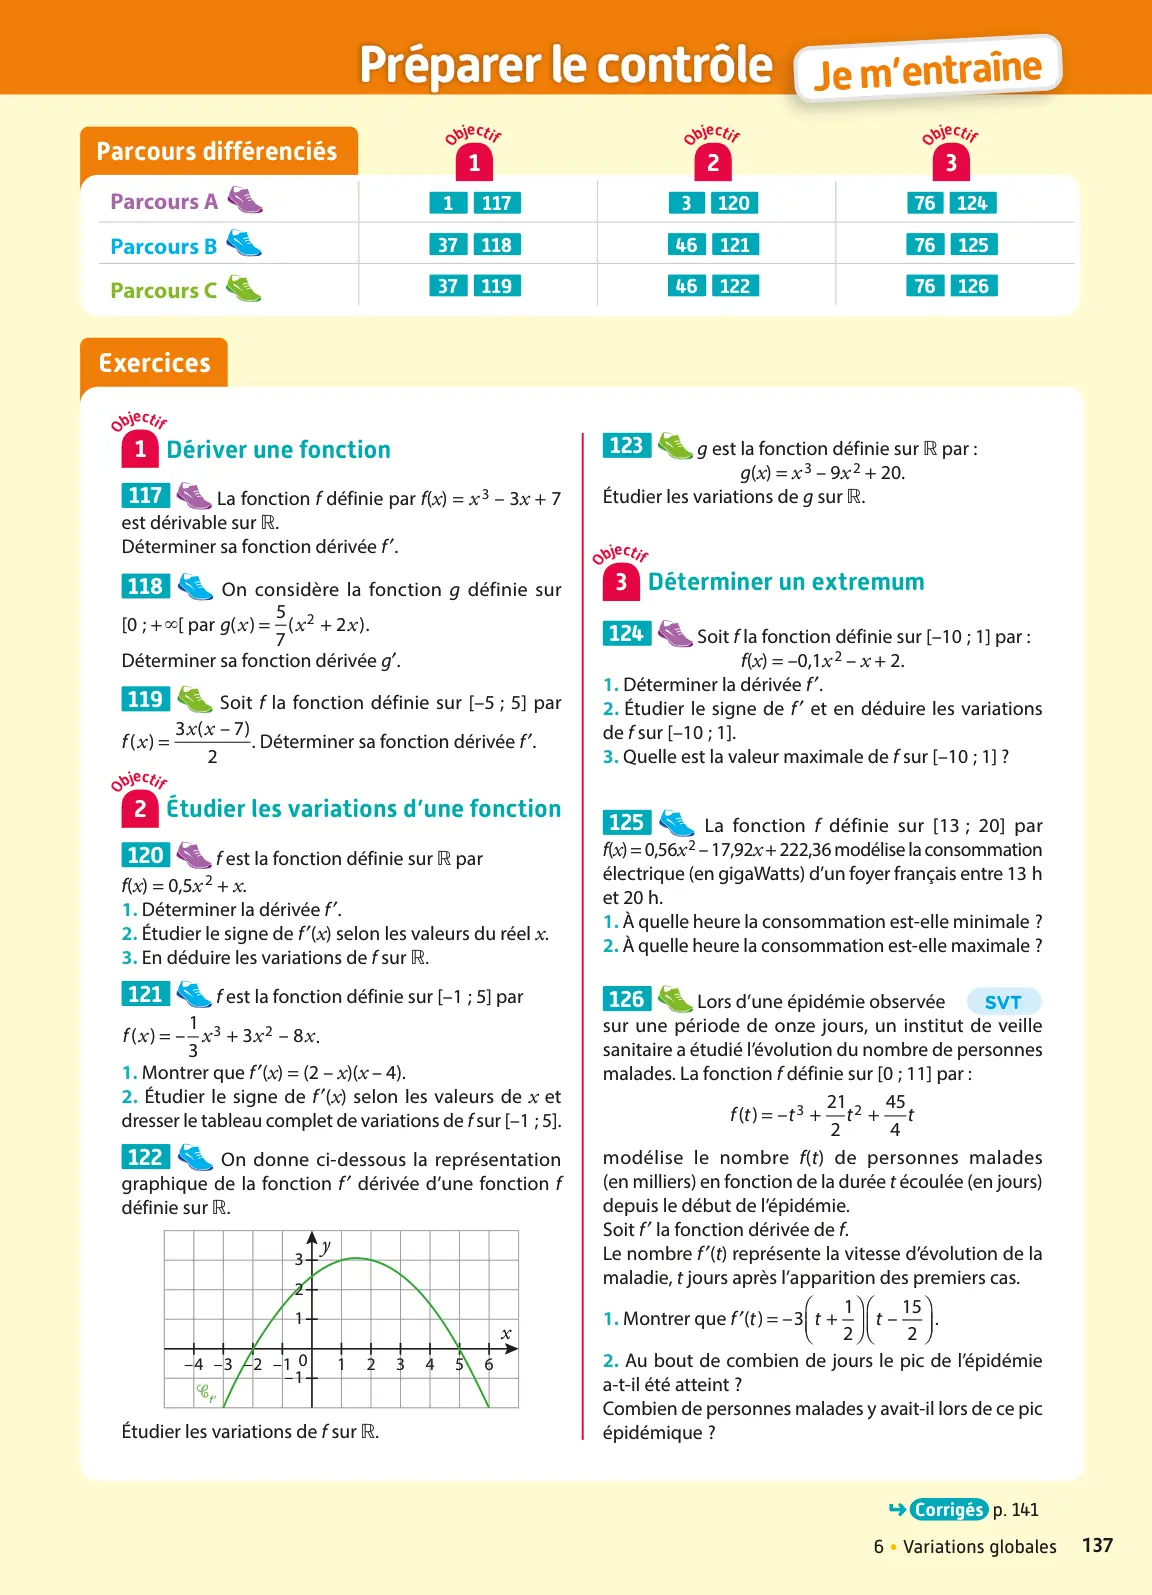 Préparer le contrôle
Je m'entraîne
Parcours différenciés
Objectif 1
Objectif 2
Objectif 3
Parcours A 1 117 3 120 76 124
Parcours B 37 118 46 121 76 125
Parcours C 37 119 46 122 76 126
Exercices
Objectif
1 Dériver une fonction
117 La fonction f définie par f(x) = x³ – 3x + 7
est dérivable sur ℝ.
Déterminer sa fonction dérivée f′.
118 On considère la fonction g définie sur
[0 ; +∞[ par g(x) = 5/7 (x² + 2x).
Déterminer sa fonction dérivée g′.
119 Soit f la fonction définie sur [–5 ; 5] par
f(x) = 3x(x – 7)/2. Déterminer sa fonction dérivée f′.
Objectif
2 Étudier les variations d'une fonction
120 f est la fonction définie sur ℝ par
f(x) = 0,5x² + x.
1. Déterminer la dérivée f′.
2. Étudier le signe de f′(x) selon les valeurs du réel x.
3. En déduire les variations de f sur ℝ.
121 f est la fonction définie sur [–1 ; 5] par
f(x) = –1/3 x³ + 3x² – 8x.
1. Montrer que f′(x) = (2 – x)(x – 4).
2. Étudier le signe de f′(x) selon les valeurs de x et
dresser le tableau complet de variations de f sur [–1 ; 5].
122 On donne ci-dessous la représentation
graphique de la fonction f′ dérivée d'une fonction f
définie sur ℝ.
y
3
2
1
x
–4 –3 –2 –1 0 1 2 3 4 5 6
–1
𝒞f′
Étudier les variations de f sur ℝ.
123 g est la fonction définie sur ℝ par :
g(x) = x³ – 9x² + 20.
Étudier les variations de g sur ℝ.
Objectif
3 Déterminer un extremum
124 Soit f la fonction définie sur [–10 ; 1] par :
f(x) = –0,1x² – x + 2.
1. Déterminer la dérivée f′.
2. Étudier le signe de f′ et en déduire les variations
de f sur [–10 ; 1].
3. Quelle est la valeur maximale de f sur [–10 ; 1] ?
125 La fonction f définie sur [13 ; 20] par
f(x) = 0,56x² – 17,92x + 222,36 modélise la consommation
électrique (en gigaWatts) d'un foyer français entre 13 h
et 20 h.
1. À quelle heure la consommation est-elle minimale ?
2. À quelle heure la consommation est-elle maximale ?
126 Lors d'une épidémie observée SVT
sur une période de onze jours, un institut de veille
sanitaire a étudié l'évolution du nombre de personnes
malades. La fonction f définie sur [0 ; 11] par :
f(t) = –t³ + 21/2 t² + 45/4 t
modélise le nombre f(t) de personnes malades
(en milliers) en fonction de la durée t écoulée (en jours)
depuis le début de l'épidémie.
Soit f′ la fonction dérivée de f.
Le nombre f′(t) représente la vitesse d'évolution de la
maladie, t jours après l'apparition des premiers cas.
1. Montrer que f′(t) = –3(t + 1/2)(t – 15/2).
2. Au bout de combien de jours le pic de l'épidémie
a-t-il été atteint ?
Combien de personnes malades y avait-il lors de ce pic
épidémique ?
↪ Corrigés p. 141
6 • Variations globales 137